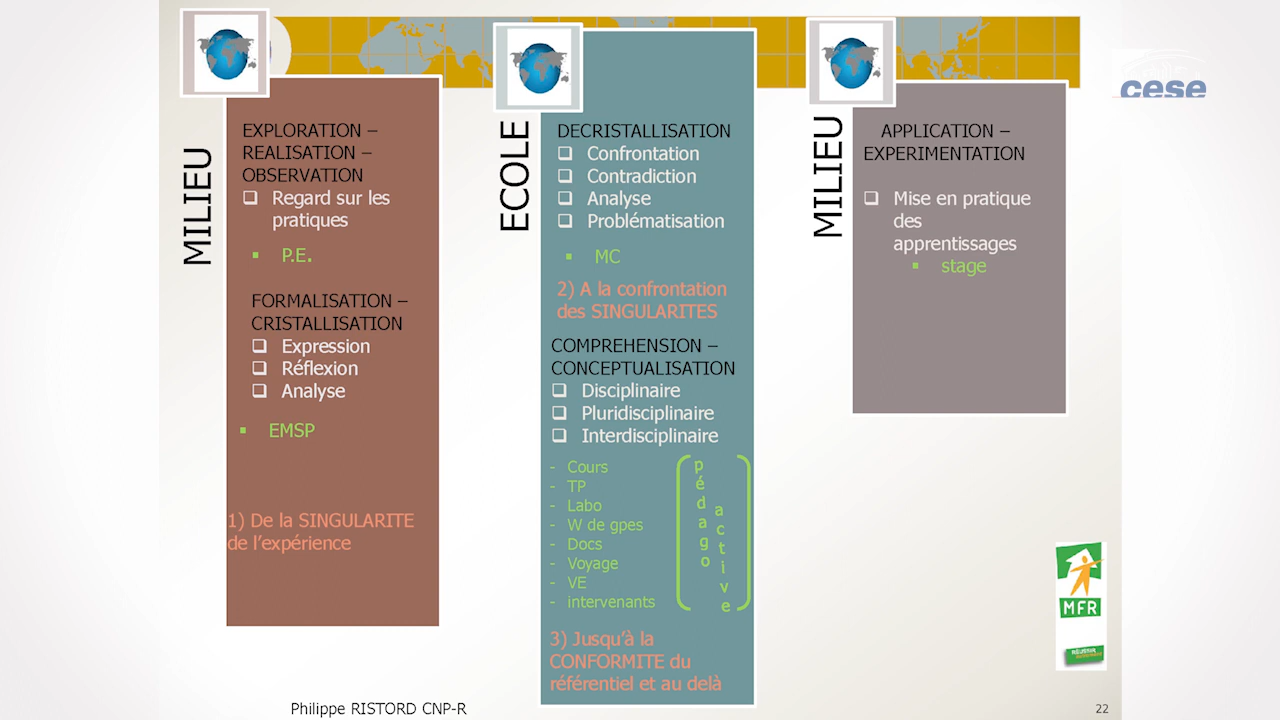 MILIEU
EXPLORATION –
REALISATION –
OBSERVATION
Regard sur les
pratiques
P.E.
FORMALISATION –
CRISTALLISATION
Expression
Réflexion
Analyse
EMSP
1) De la SINGULARITE
de l'expérience
ECOLE
DECRISTALLISATION
Confrontation
Contradiction
Analyse
Problématisation
MC
2) A la confrontation
des SINGULARITES
COMPREHENSION –
CONCEPTUALISATION
Disciplinaire
Pluridisciplinaire
Interdisciplinaire
- Cours
- TP
- Labo
- W de gpes
- Docs
- Voyage
- VE
- intervenants
pédago
active
3) Jusqu'à la
CONFORMITE du
référentiel et au delà
MILIEU
APPLICATION –
EXPERIMENTATION
Mise en pratique
des
apprentissages
stage
cese
MFR
Philippe RISTORD CNP-R
22